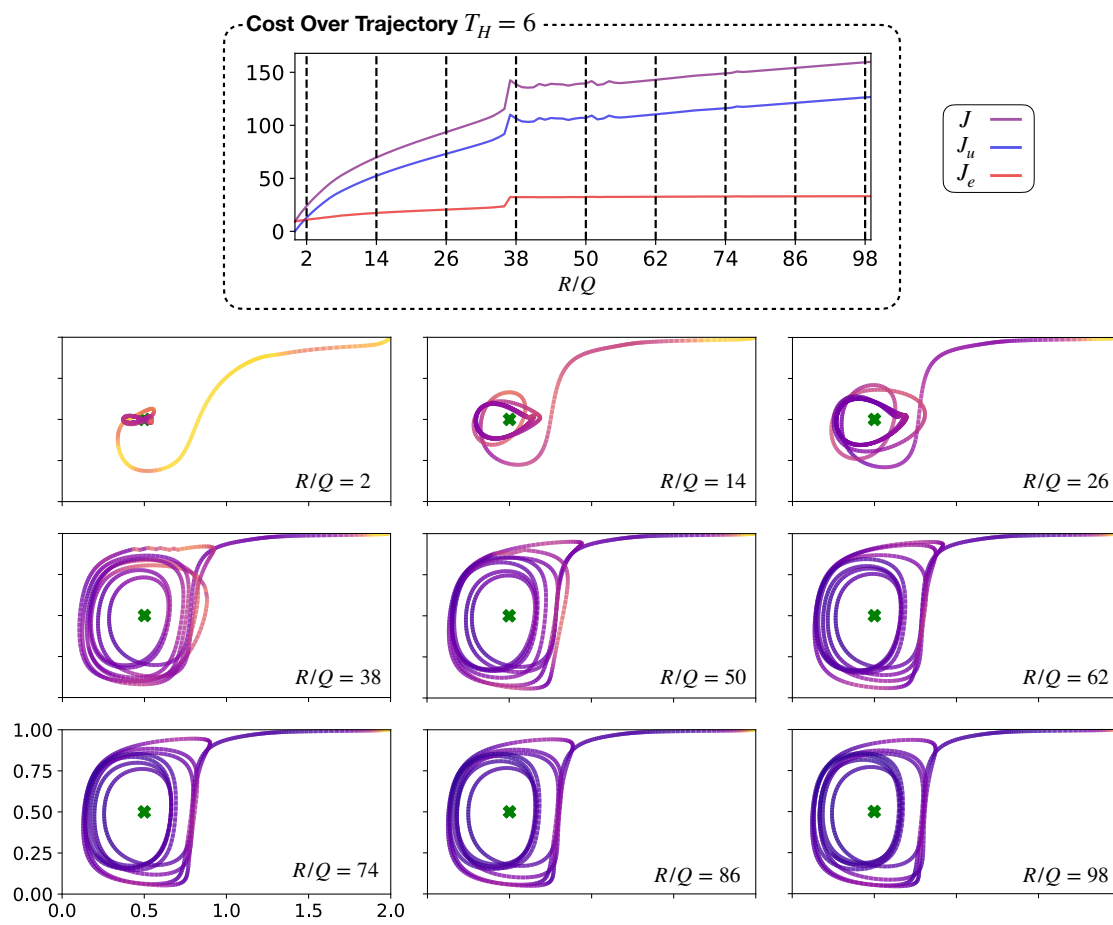 Cost Over Trajectory T_H = 6
150
100
50
0
2 14 26 38 50 62 74 86 98
R/Q
J
J_u
J_e
R/Q = 2
R/Q = 14
R/Q = 26
R/Q = 38
R/Q = 50
R/Q = 62
1.00
0.75
0.50
0.25
0.00
0.0 0.5 1.0 1.5 2.0
R/Q = 74
R/Q = 86
R/Q = 98